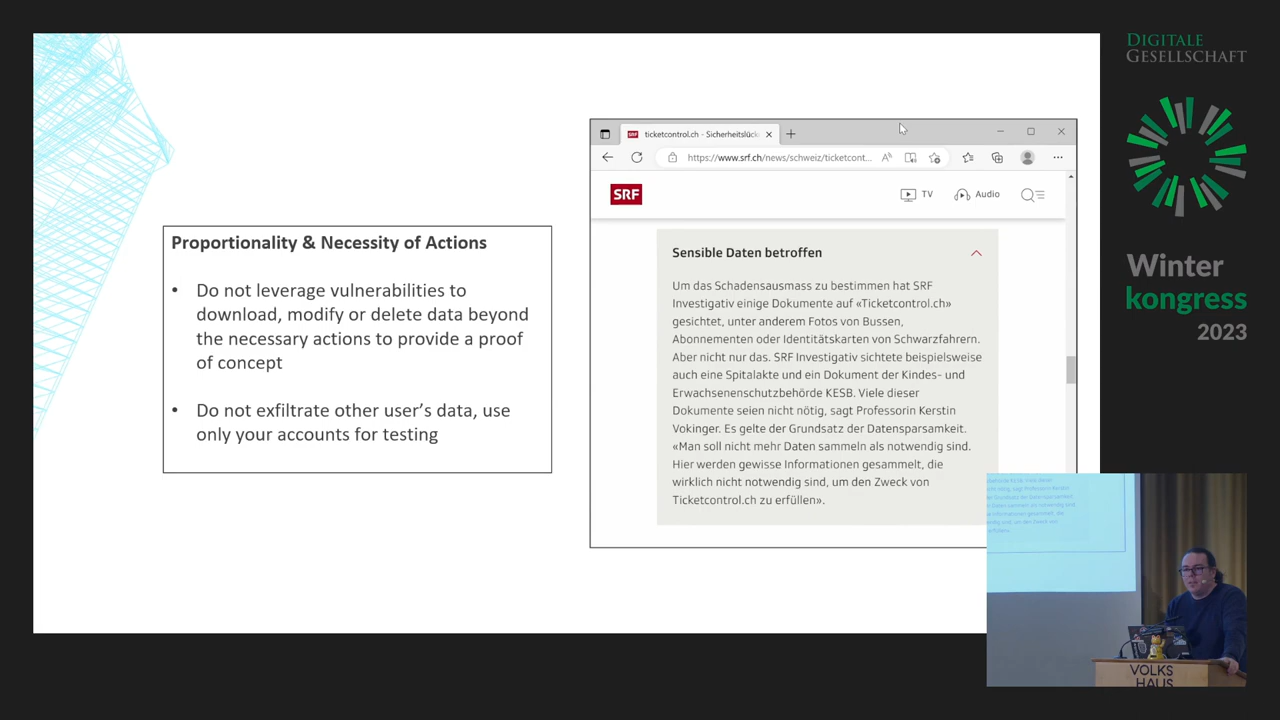 Proportionality & Necessity of Actions
• Do not leverage vulnerabilities to
download, modify or delete data beyond
the necessary actions to provide a proof
of concept
• Do not exfiltrate other user's data, use
only your accounts for testing
ticketcontrol.ch - Sicherheitslück
https://www.srf.ch/news/schweiz/ticketcont...
SRF
TV
Audio
Sensible Daten betroffen
Um das Schadensausmass zu bestimmen hat SRF
Investigativ einige Dokumente auf «Ticketcontrol.ch»
gesichtet, unter anderem Fotos von Bussen,
Abonnementen oder Identitätskarten von Schwarzfahrern.
Aber nicht nur das. SRF Investigativ sichtete beispielsweise
auch eine Spitalakte und ein Dokument der Kindes- und
Erwachsenenschutzbehörde KESB. Viele dieser
Dokumente seien nicht nötig, sagt Professorin Kerstin
Vokinger. Es gelte der Grundsatz der Datensparsamkeit.
«Man soll nicht mehr Daten sammeln als notwendig sind.
Hier werden gewisse Informationen gesammelt, die
wirklich nicht notwendig sind, um den Zweck von
Ticketcontrol.ch zu erfüllen».
DIGITALE
GESELLSCHAFT
Winter
kongress
2023
VOLKS
HAUS